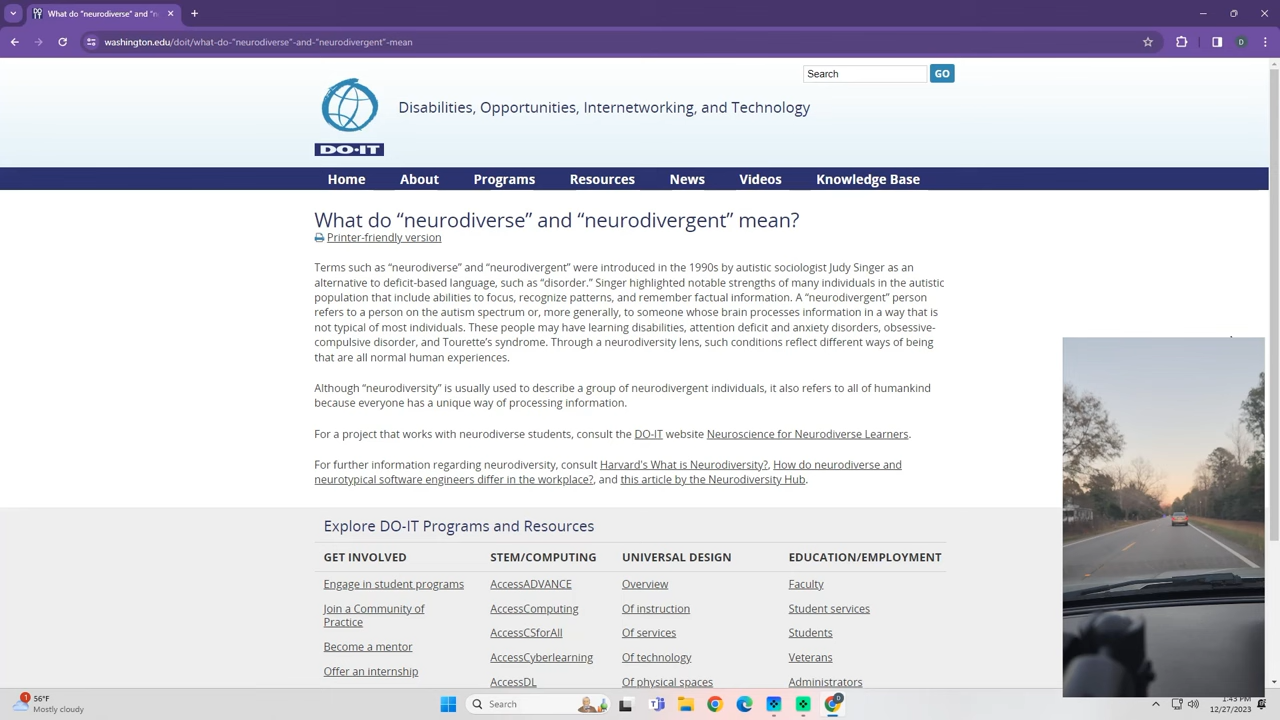 What do "neurodiverse" and "n
washington.edu/doit/what-do-“neurodiverse”-and-“neurodivergent”-mean
D
Search
GO
Disabilities, Opportunities, Internetworking, and Technology
DO-IT
Home About Programs Resources News Videos Knowledge Base
What do “neurodiverse” and “neurodivergent” mean?
Printer-friendly version
Terms such as “neurodiverse” and “neurodivergent” were introduced in the 1990s by autistic sociologist Judy Singer as an
alternative to deficit-based language, such as “disorder.” Singer highlighted notable strengths of many individuals in the autistic
population that include abilities to focus, recognize patterns, and remember factual information. A “neurodivergent” person
refers to a person on the autism spectrum or, more generally, to someone whose brain processes information in a way that is
not typical of most individuals. These people may have learning disabilities, attention deficit and anxiety disorders, obsessive-
compulsive disorder, and Tourette’s syndrome. Through a neurodiversity lens, such conditions reflect different ways of being
that are all normal human experiences.
Although “neurodiversity” is usually used to describe a group of neurodivergent individuals, it also refers to all of humankind
because everyone has a unique way of processing information.
For a project that works with neurodiverse students, consult the DO-IT website Neuroscience for Neurodiverse Learners.
For further information regarding neurodiversity, consult Harvard's What is Neurodiversity?, How do neurodiverse and
neurotypical software engineers differ in the workplace?, and this article by the Neurodiversity Hub.
Explore DO-IT Programs and Resources
GET INVOLVED
Engage in student programs
Join a Community of
Practice
Become a mentor
Offer an internship
STEM/COMPUTING
AccessADVANCE
AccessComputing
AccessCSforAll
AccessCyberlearning
AccessDL
UNIVERSAL DESIGN
Overview
Of instruction
Of services
Of technology
Of physical spaces
EDUCATION/EMPLOYMENT
Faculty
Student services
Students
Veterans
Administrators
1
56°F
Mostly cloudy
Search
1:43 PM
12/27/2023